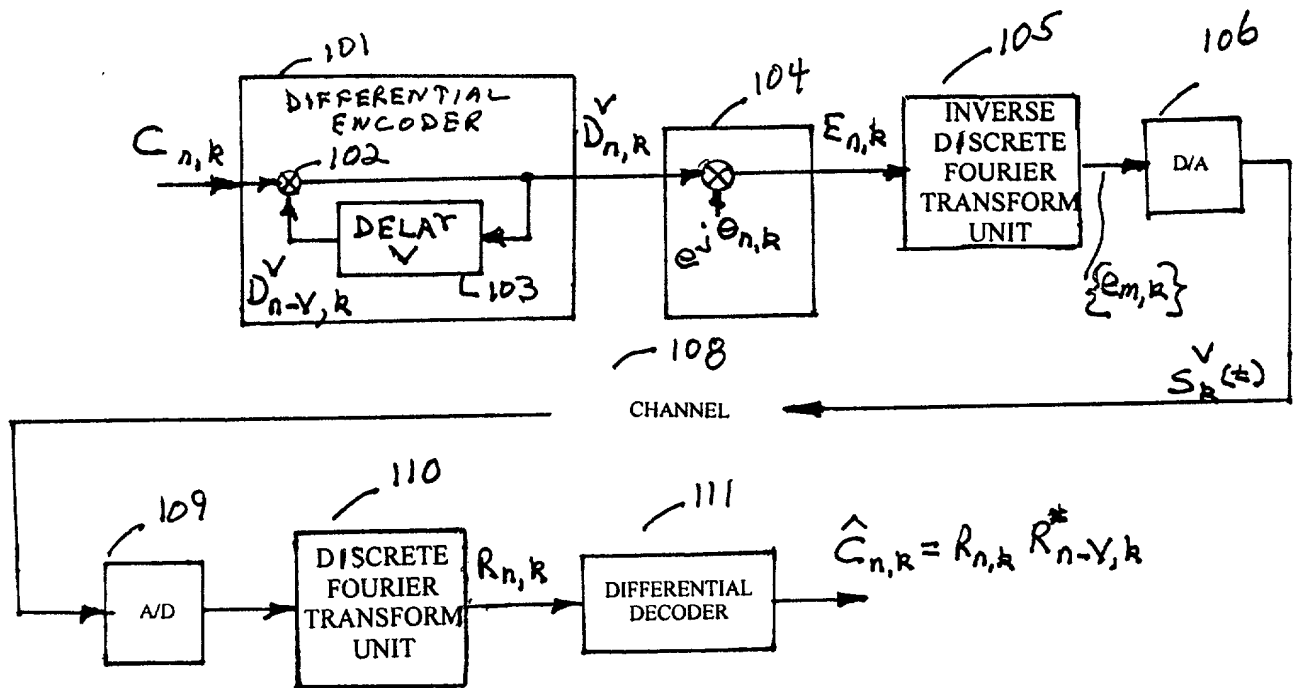 101
DIFFERENTIAL
ENCODER
C n,k
102
DELAY
V
103
D^V n-V,k
D^V n,k
104
e^jθ n,k
E n,k
105
INVERSE
DISCRETE
FOURIER
TRANSFORM
UNIT
{e m,k}
106
D/A
S^V k (t)
108
CHANNEL
109
A/D
110
DISCRETE
FOURIER
TRANSFORM
UNIT
R n,k
111
DIFFERENTIAL
DECODER
Ĉ n,k = R n,k R* n-V,k